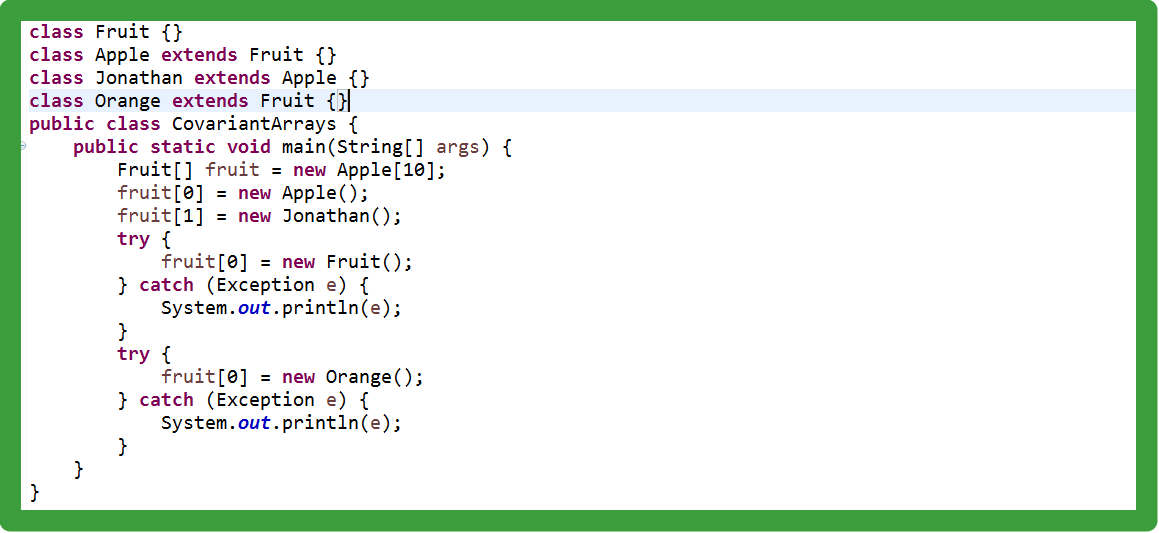 class Fruit {}
class Apple extends Fruit {}
class Jonathan extends Apple {}
class Orange extends Fruit {}
public class CovariantArrays {
    public static void main(String[] args) {
        Fruit[] fruit = new Apple[10];
        fruit[0] = new Apple();
        fruit[1] = new Jonathan();
        try {
            fruit[0] = new Fruit();
        } catch (Exception e) {
            System.out.println(e);
        }
        try {
            fruit[0] = new Orange();
        } catch (Exception e) {
            System.out.println(e);
        }
    }
}